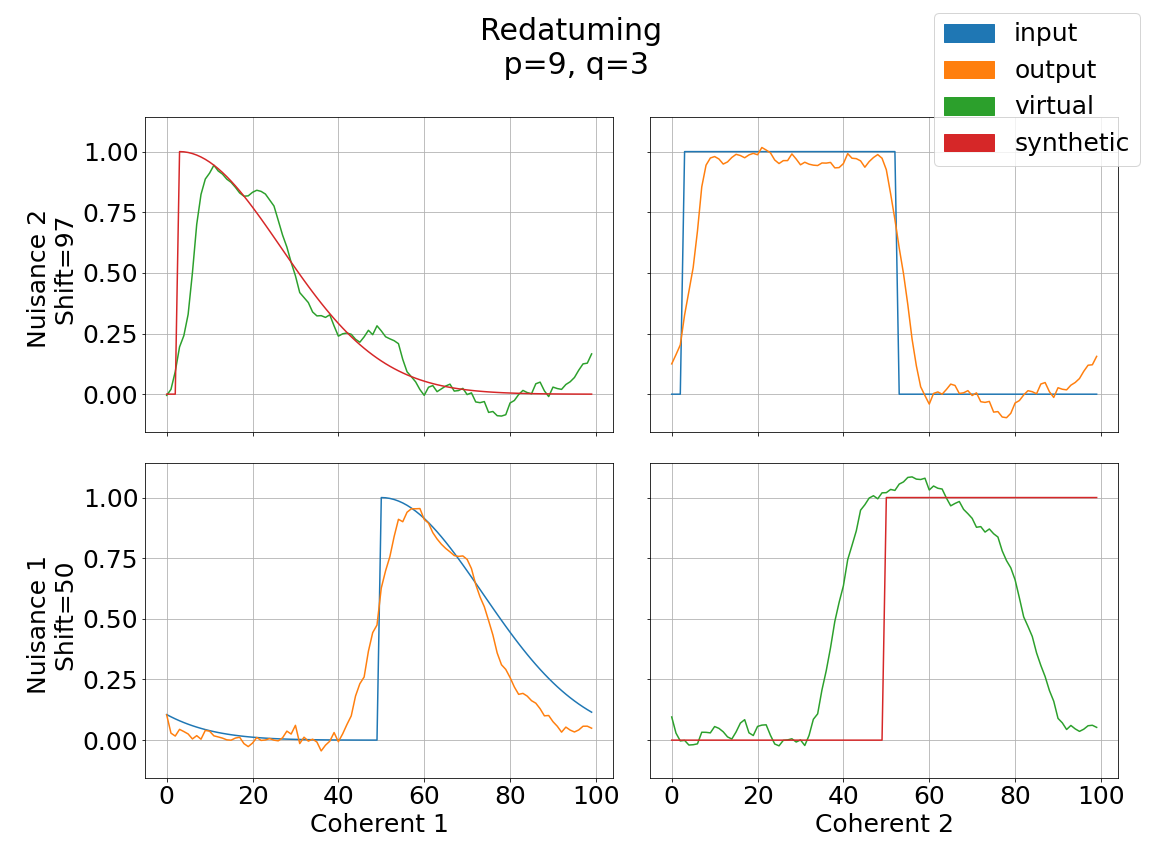 Redatuming
p=9, q=3
input
output
virtual
synthetic
Nuisance 2
Shift=97
1.00
0.75
0.50
0.25
0.00
Nuisance 1
Shift=50
1.00
0.75
0.50
0.25
0.00
0 20 40 60 80 100
0 20 40 60 80 100
Coherent 1
Coherent 2